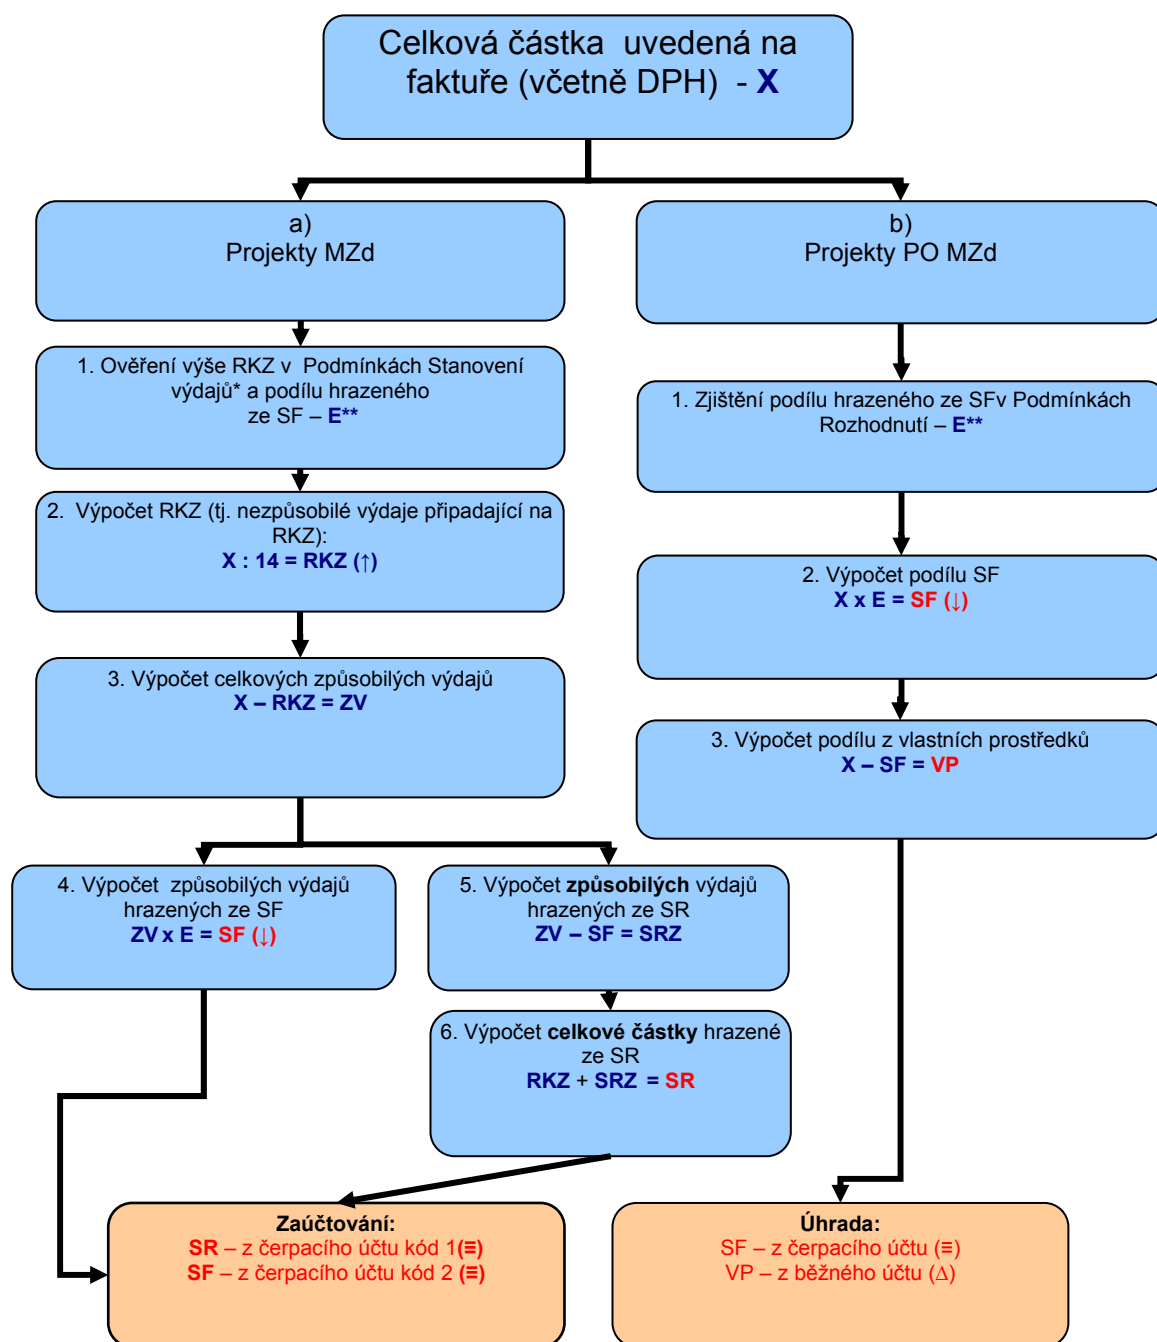 Celková částka uvedená na
faktuře (včetně DPH) - X
a)
Projekty MZd
b)
Projekty PO MZd
1. Ověření výše RKZ v Podmínkách Stanovení
výdajů* a podílu hrazeného
ze SF – E**
1. Zjištění podílu hrazeného ze SFv Podmínkách
Rozhodnutí – E**
2. Výpočet RKZ (tj. nezpůsobilé výdaje připadající na
RKZ):
X : 14 = RKZ (↑)
2. Výpočet podílu SF
X x E = SF (↓)
3. Výpočet celkových způsobilých výdajů
X – RKZ = ZV
3. Výpočet podílu z vlastních prostředků
X – SF = VP
4. Výpočet způsobilých výdajů
hrazených ze SF
ZV x E = SF (↓)
5. Výpočet způsobilých výdajů
hrazených ze SR
ZV – SF = SRZ
6. Výpočet celkové částky hrazené
ze SR
RKZ + SRZ = SR
Zaúčtování:
SR – z čerpacího účtu kód 1(≡)
SF – z čerpacího účtu kód 2 (≡)
Úhrada:
SF – z čerpacího účtu (≡)
VP – z běžného účtu (∆)